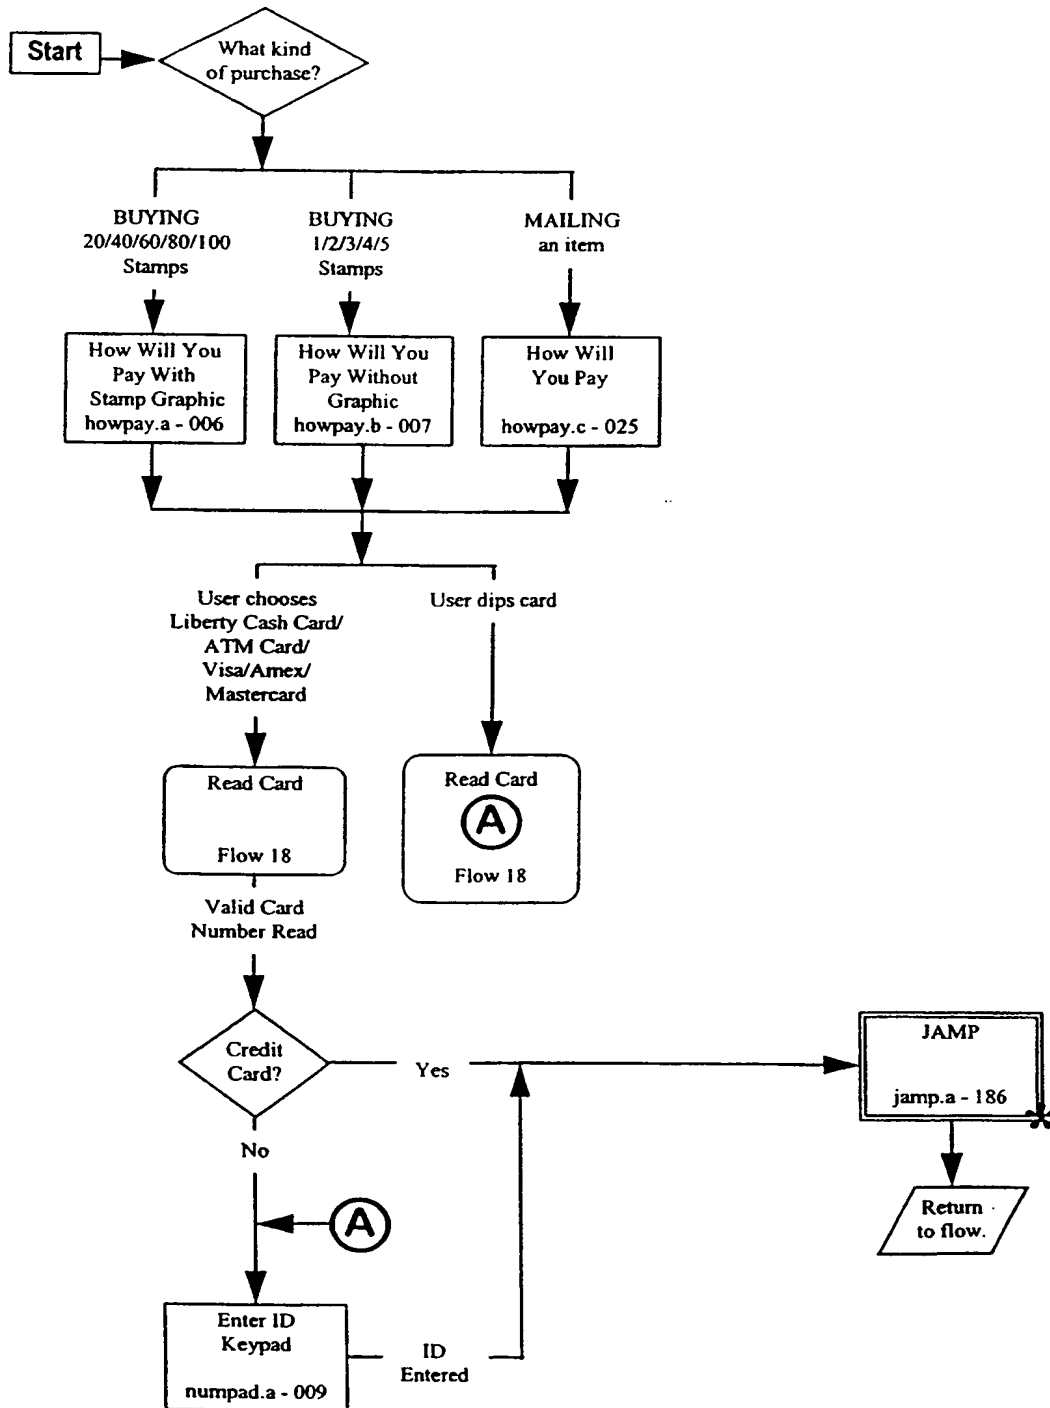 Start
What kind
of purchase?
BUYING
20/40/60/80/100
Stamps
BUYING
1/2/3/4/5
Stamps
MAILING
an item
How Will You
Pay With
Stamp Graphic
howpay.a - 006
How Will You
Pay Without
Graphic
howpay.b - 007
How Will
You Pay
howpay.c - 025
User chooses
Liberty Cash Card/
ATM Card/
Visa/Amex/
Mastercard
User dips card
Read Card
Flow 18
Read Card
A
Flow 18
Valid Card
Number Read
Credit
Card?
Yes
JAMP
jamp.a - 186
No
Return
to flow.
A
Enter ID
Keypad
numpad.a - 009
ID
Entered